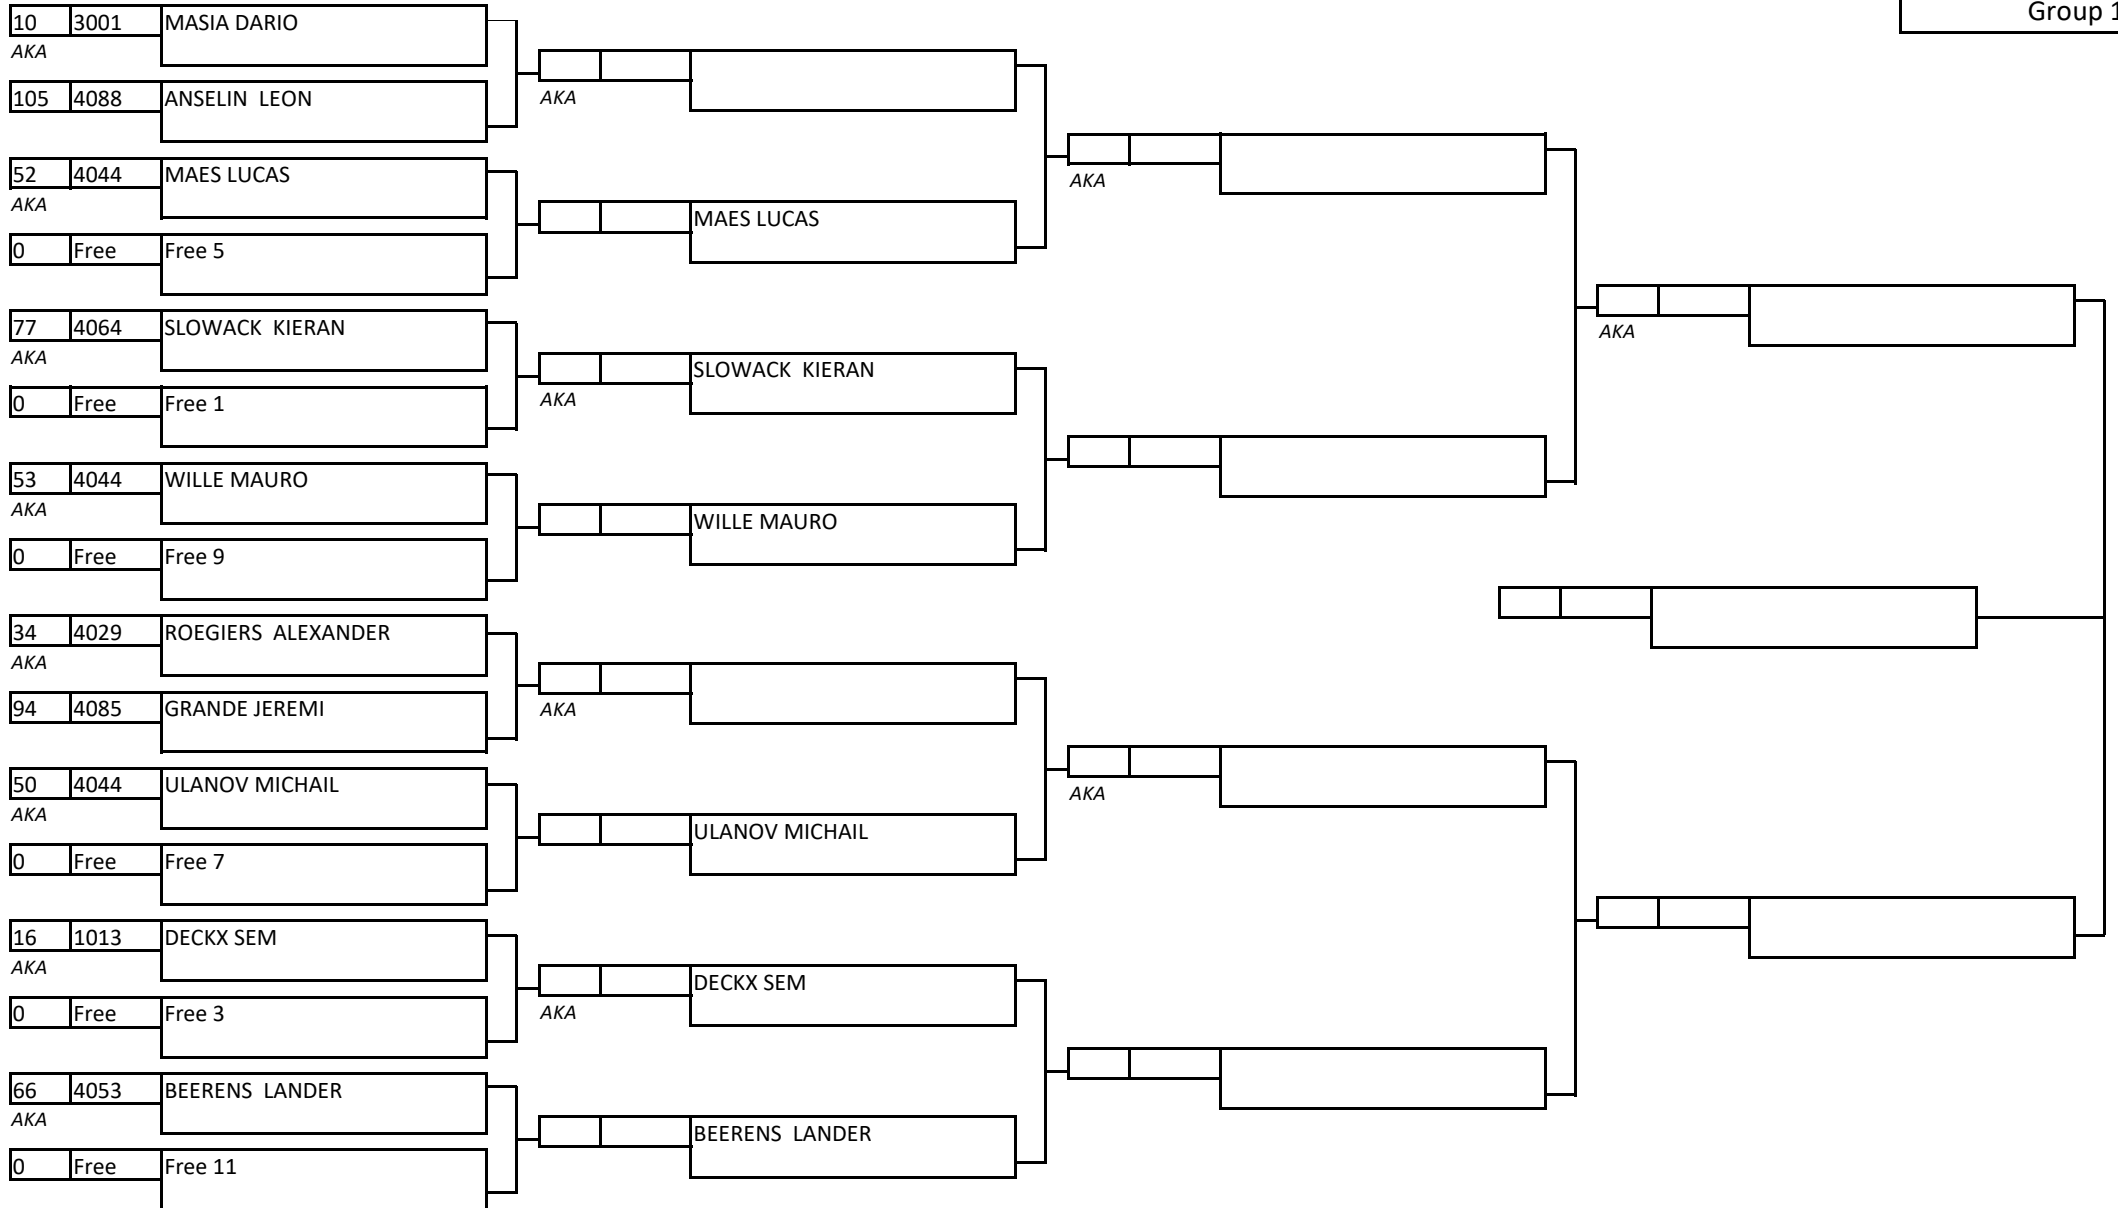 Group 1
10 3001 MASIA DARIO
AKA
105 4088 ANSELIN  LEON
AKA
52 4044 MAES LUCAS
AKA
AKA
MAES LUCAS
0 Free Free 5
77 4064 SLOWACK  KIERAN
AKA
AKA
SLOWACK  KIERAN
AKA
0 Free Free 1
53 4044 WILLE MAURO
AKA
WILLE MAURO
0 Free Free 9
34 4029 ROEGIERS  ALEXANDER
AKA
94 4085 GRANDE JEREMI
AKA
50 4044 ULANOV MICHAIL
AKA
AKA
ULANOV MICHAIL
0 Free Free 7
16 1013 DECKX SEM
AKA
DECKX SEM
0 Free Free 3
AKA
66 4053 BEERENS  LANDER
AKA
BEERENS  LANDER
0 Free Free 11